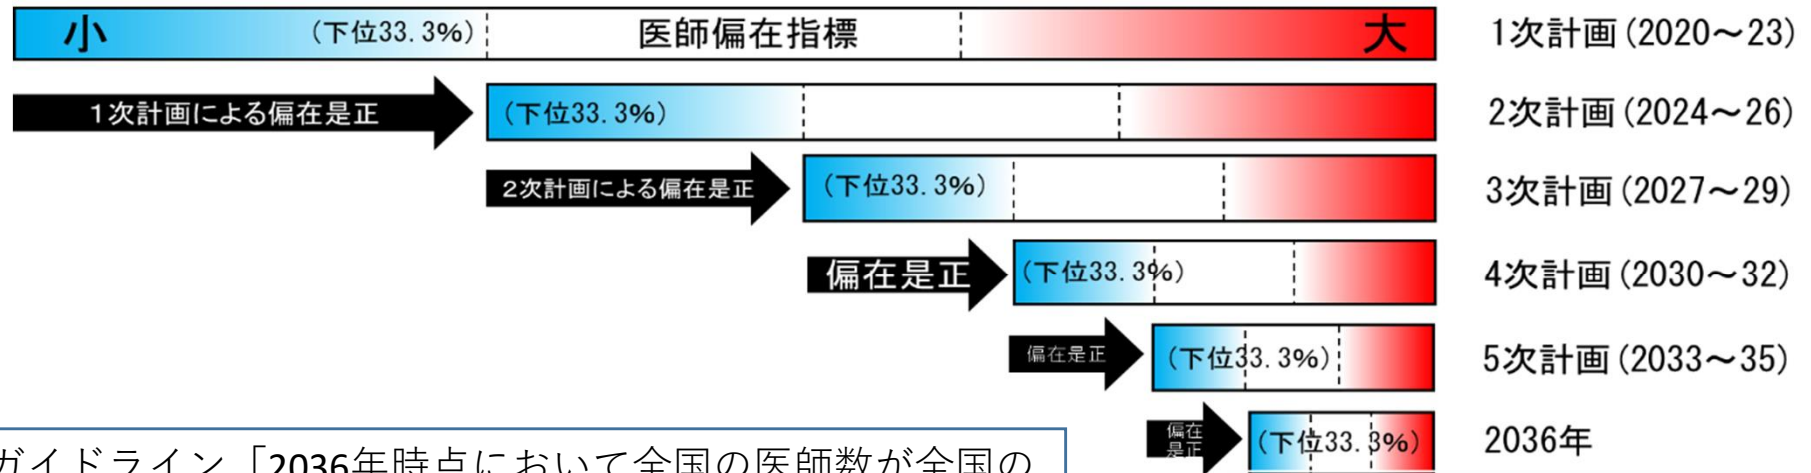 小 (下位33.3%) 医師偏在指標 大 1次計画(2020～23)
1次計画による偏在是正 (下位33.3%) 2次計画(2024～26)
2次計画による偏在是正 (下位33.3%) 3次計画(2027～29)
偏在是正 (下位33.3%) 4次計画(2030～32)
偏在是正 (下位33.3%) 5次計画(2033～35)
偏在是正 (下位33.3%) 2036年
ガイドライン「2036年時点において全国の医師数が全国の